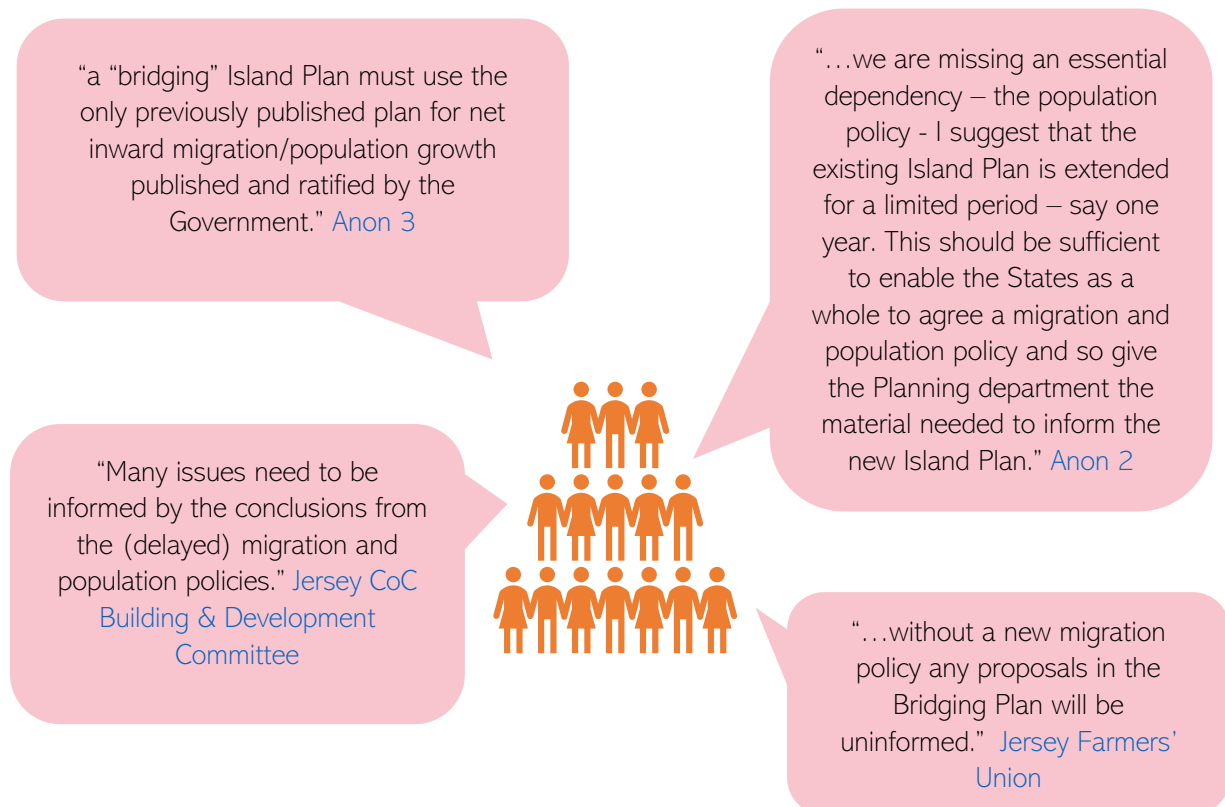 “a “bridging” Island Plan must use the
only previously published plan for net
inward migration/population growth
published and ratified by the
Government.” Anon 3
“…we are missing an essential
dependency – the population
policy - I suggest that the
existing Island Plan is extended
for a limited period – say one
year. This should be sufficient
to enable the States as a
whole to agree a migration and
population policy and so give
the Planning department the
material needed to inform the
new Island Plan.” Anon 2
“Many issues need to be
informed by the conclusions from
the (delayed) migration and
population policies.” Jersey CoC
Building & Development
Committee
“…without a new migration
policy any proposals in the
Bridging Plan will be
uninformed.” Jersey Farmers’
Union